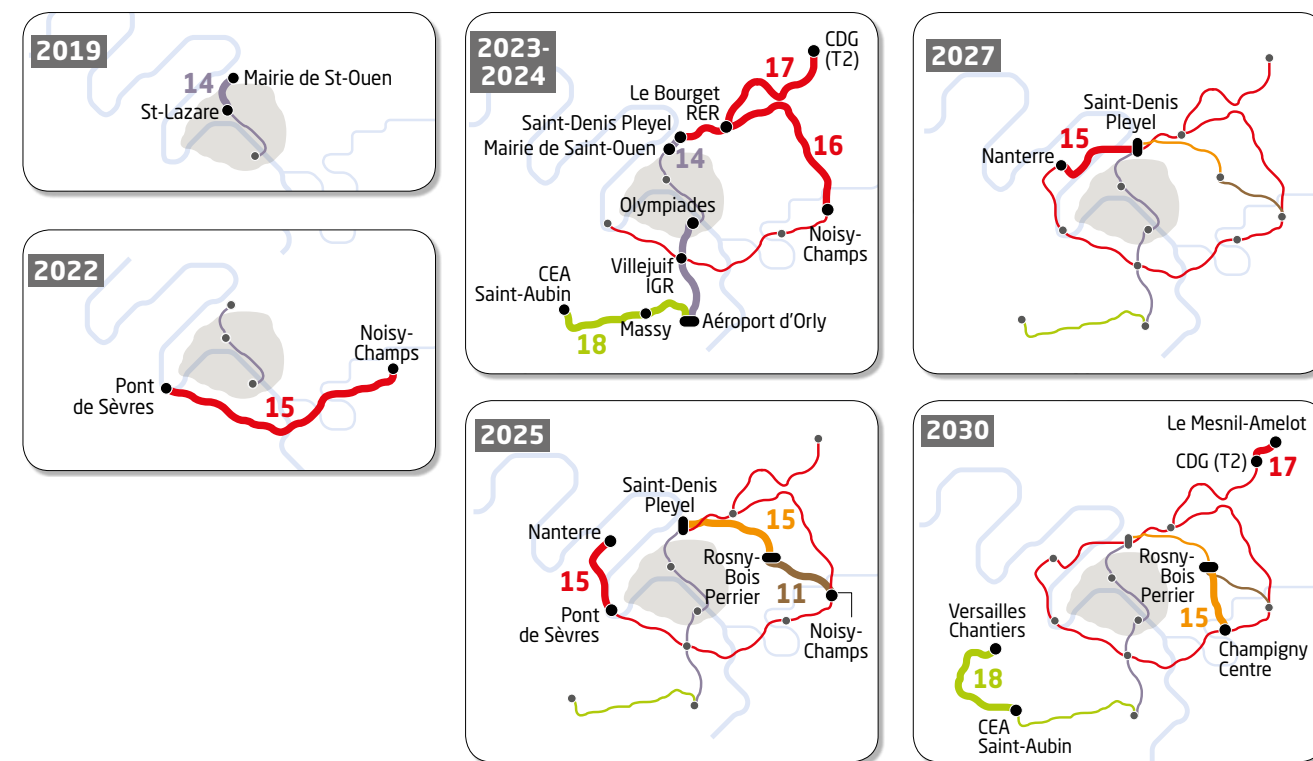 2019
14
Mairie de St-Ouen
St-Lazare
2022
Noisy-
Champs
Pont
de Sèvres
15
2023-
2024
CDG
(T2)
17
Le Bourget
RER
Saint-Denis Pleyel
Mairie de Saint-Ouen
14
16
Olympiades
Noisy-
Champs
Villejuif
IGR
CEA
Saint-Aubin
Massy
Aéroport d'Orly
18
2025
Saint-Denis
Pleyel
15
Nanterre
Rosny-
Bois
Perrier
15
11
Pont
de Sèvres
Noisy-
Champs
2027
Saint-Denis
Pleyel
15
Nanterre
2030
Le Mesnil-Amelot
CDG (T2)
17
Rosny-
Bois
Perrier
15
Versailles
Chantiers
Champigny
Centre
18
CEA
Saint-Aubin